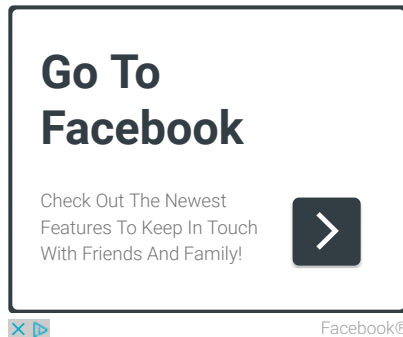 Go To
Facebook
Check Out The Newest
Features To Keep In Touch
With Friends And Family!
Facebook®